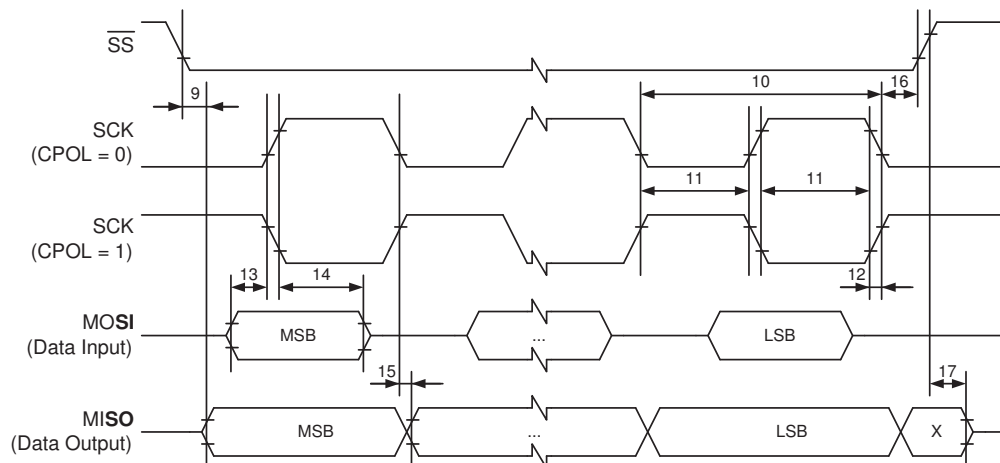 SS
10
16
9
SCK
(CPOL = 0)
11
11
SCK
(CPOL = 1)
13
14
12
MOSI
(Data Input)
MSB
...
LSB
15
17
MISO
(Data Output)
MSB
...
LSB
X